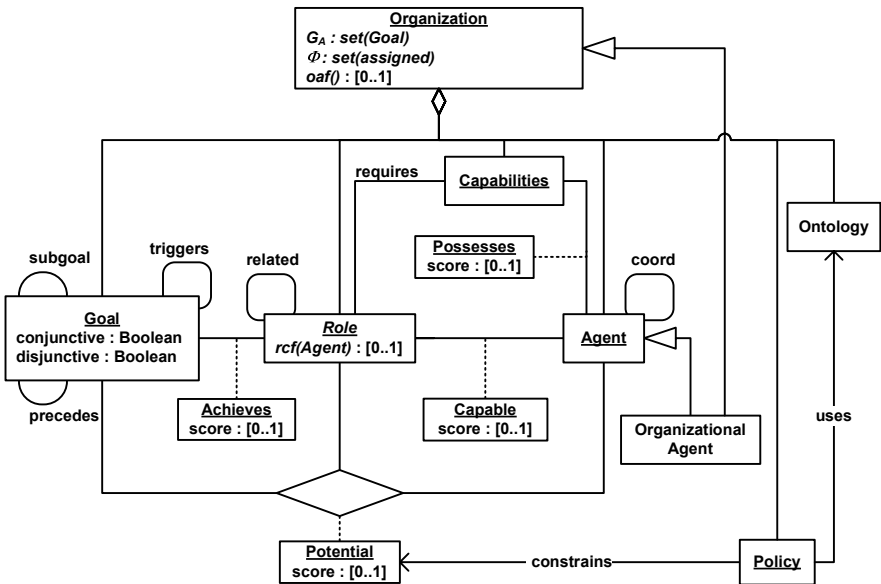 Organization
G_A : set(Goal)
Φ: set(assigned)
oaf() : [0..1]
requires
Capabilities
Possesses
score : [0..1]
Ontology
subgoal
triggers
related
coord
Goal
conjunctive : Boolean
disjunctive : Boolean
Role
rcf(Agent) : [0..1]
Agent
precedes
Achieves
score : [0..1]
Capable
score : [0..1]
Organizational
Agent
uses
Potential
score : [0..1]
constrains
Policy